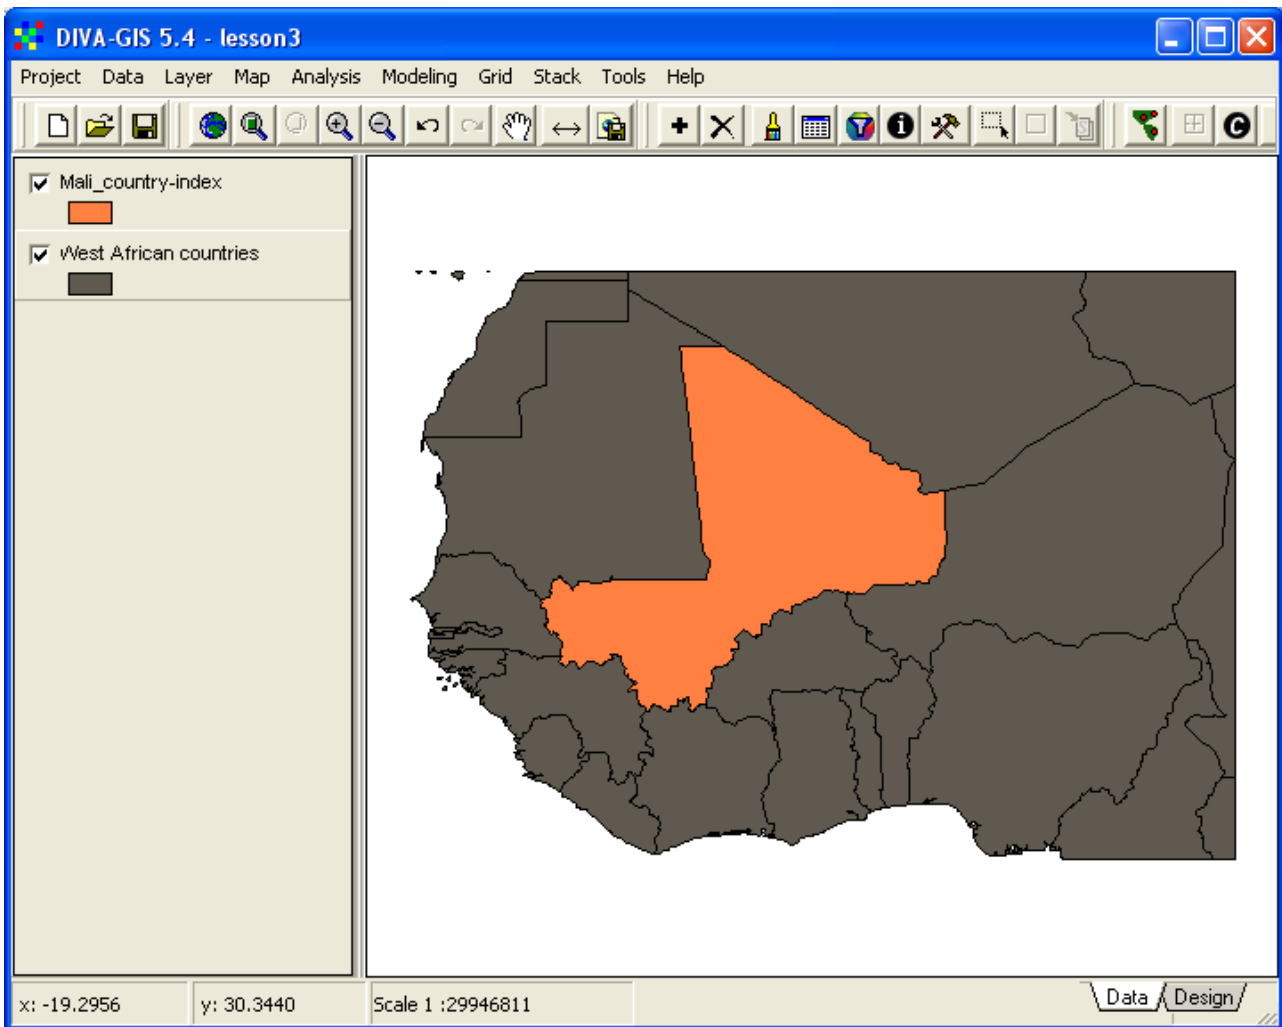 DIVA-GIS 5.4 - lesson3
Project Data Layer Map Analysis Modeling Grid Stack Tools Help
Mali_country-index
West African countries
x: -19.2956 y: 30.3440 Scale 1 :29946811 Data Design